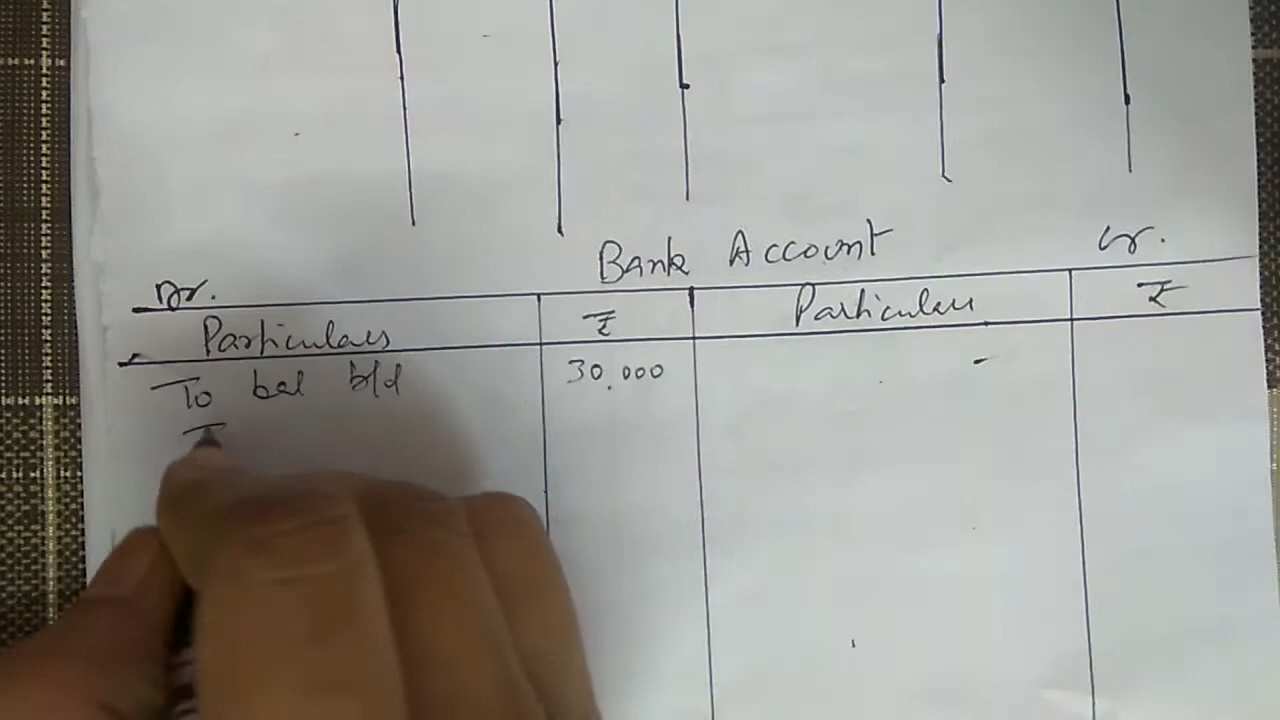 Bank Account
Dr. Cr.
Particulars ₹ Particulars ₹
To bal b/d 30,000
T